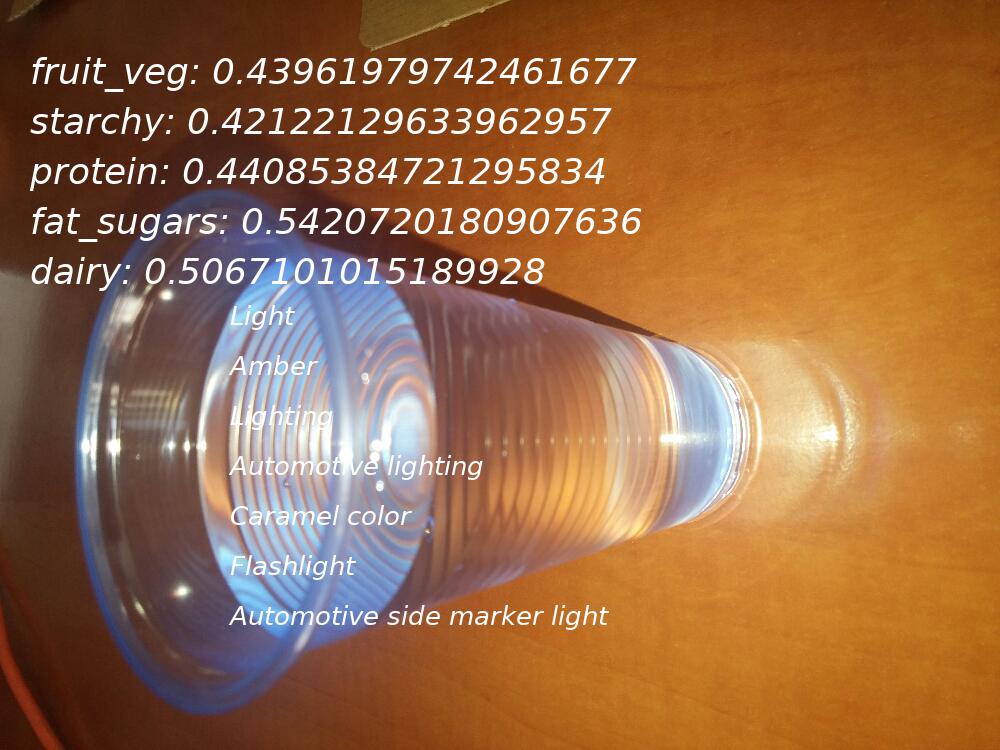 fruit_veg: 0.43961979742461677
starchy: 0.42122129633962957
protein: 0.44085384721295834
fat_sugars: 0.5420720180907636
dairy: 0.5067101015189928
Light
Amber
Lighting
Automotive lighting
Caramel color
Flashlight
Automotive side marker light